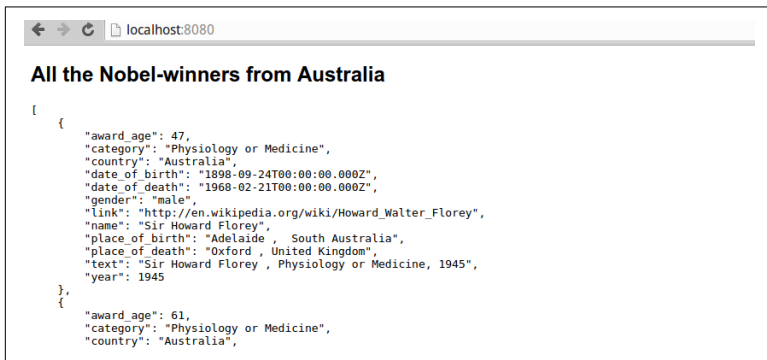 localhost:8080
All the Nobel-winners from Australia
[
    {
        "award_age": 47,
        "category": "Physiology or Medicine",
        "country": "Australia",
        "date_of_birth": "1898-09-24T00:00:00.000Z",
        "date_of_death": "1968-02-21T00:00:00.000Z",
        "gender": "male",
        "link": "http://en.wikipedia.org/wiki/Howard_Walter_Florey",
        "name": "Sir Howard Florey",
        "place_of_birth": "Adelaide ,  South Australia",
        "place_of_death": "Oxford , United Kingdom",
        "text": "Sir Howard Florey , Physiology or Medicine, 1945",
        "year": 1945
    },
    {
        "award_age": 61,
        "category": "Physiology or Medicine",
        "country": "Australia",